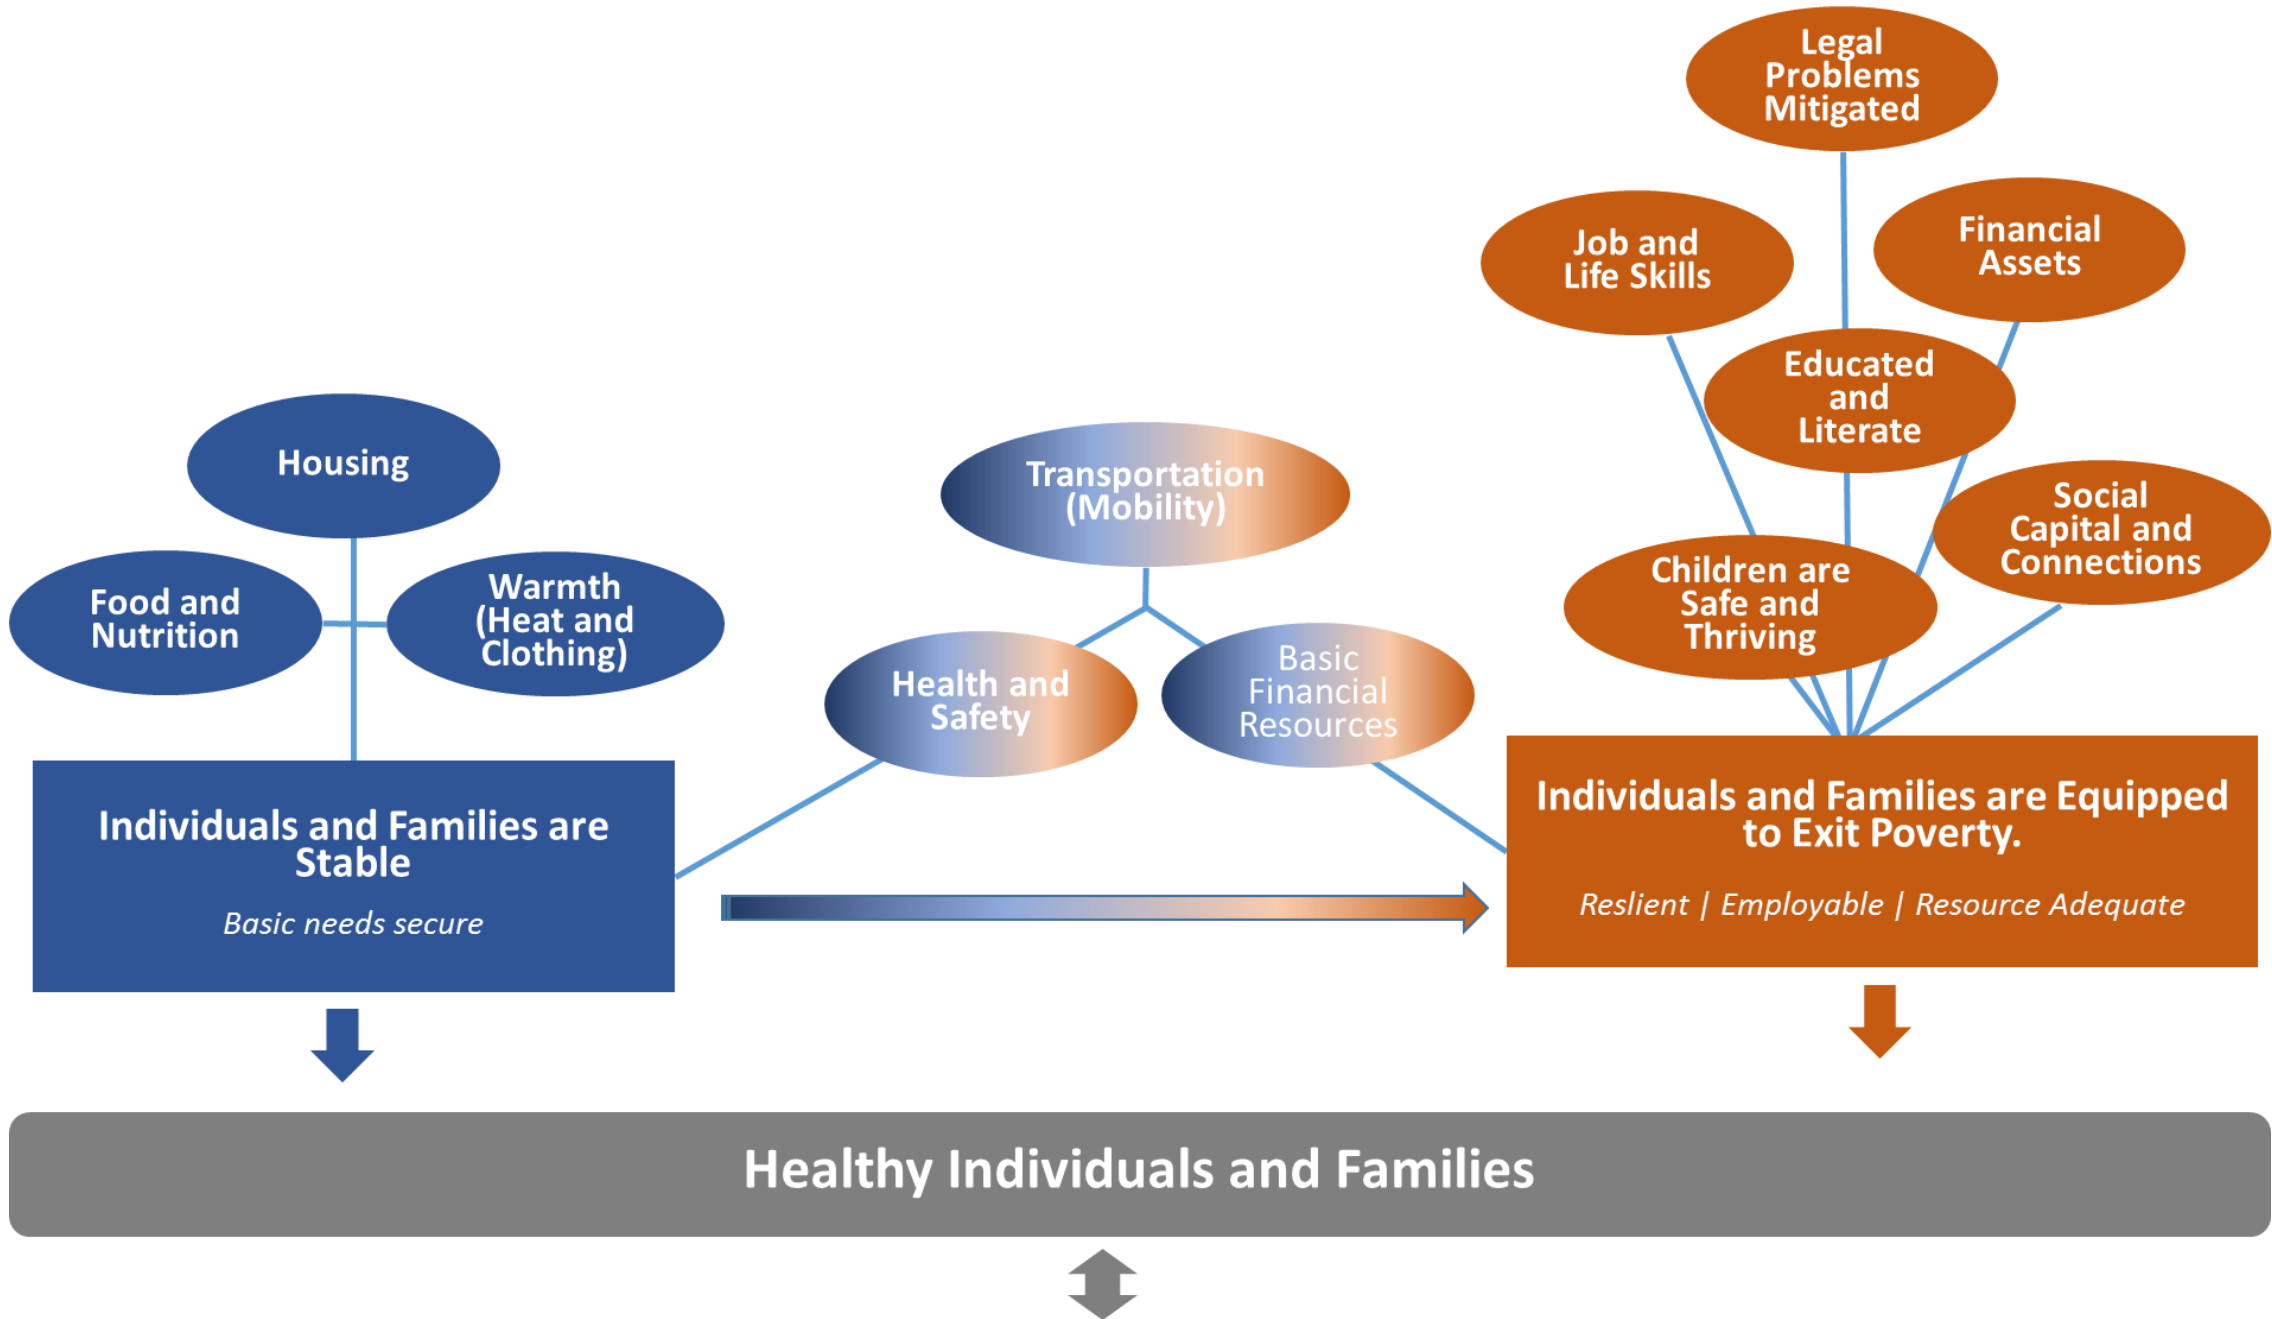 Legal
Problems
Mitigated
Job and
Life Skills
Financial
Assets
Educated
and
Literate
Housing
Transportation
(Mobility)
Social
Capital and
Connections
Food and
Nutrition
Warmth
(Heat and
Clothing)
Children are
Safe and
Thriving
Health and
Safety
Basic
Financial
Resources
Individuals and Families are
Stable
Basic needs secure
Individuals and Families are Equipped
to Exit Poverty.
Reslient | Employable | Resource Adequate
Healthy Individuals and Families